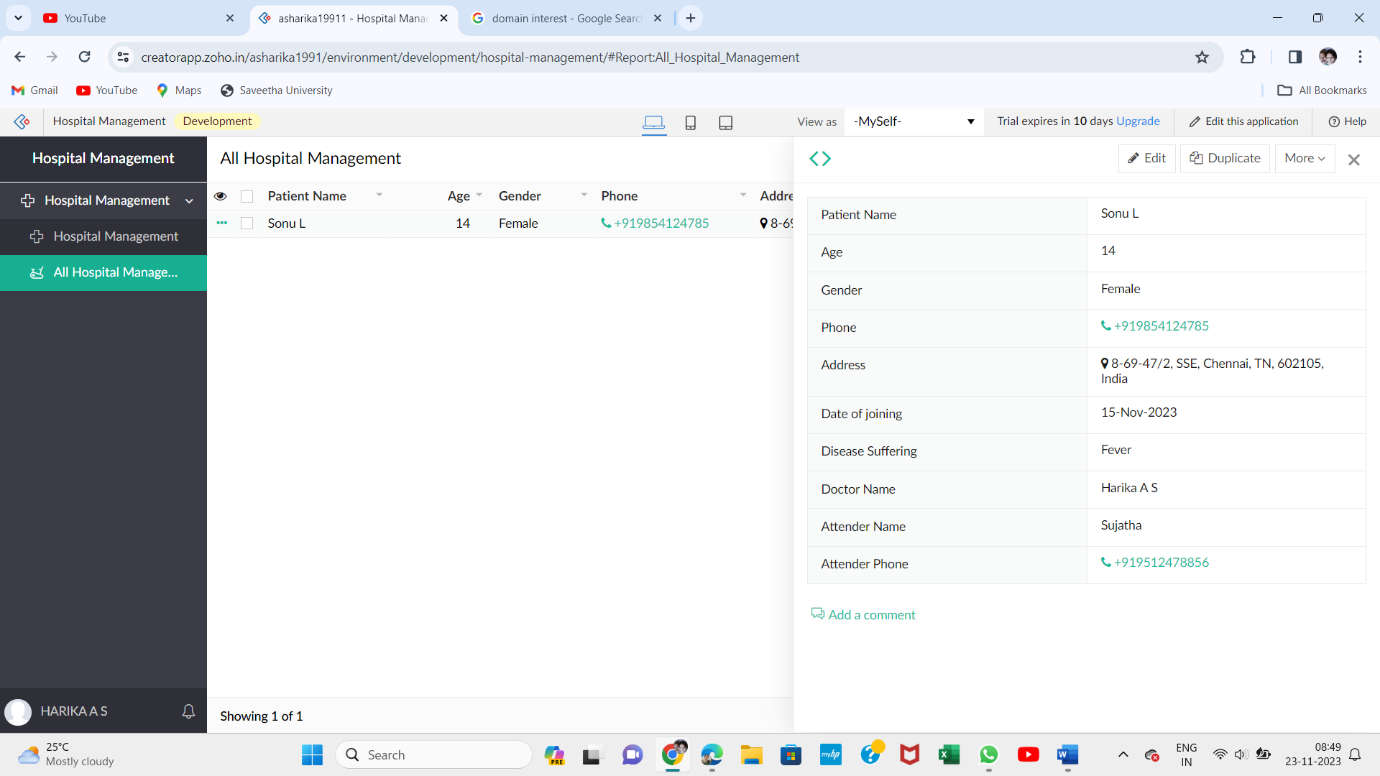 YouTube
asharika19911 - Hospital Manag
domain interest - Google Searc
creatorapp.zoho.in/asharika1991/environment/development/hospital-management/#Report:All_Hospital_Management
Gmail YouTube Maps Saveetha University All Bookmarks
Hospital Management Development View as -MySelf- Trial expires in 10 days Upgrade Edit this application Help
Hospital Management
Hospital Management
Hospital Management
All Hospital Manage...
HARIKA A S
All Hospital Management
Patient Name Age Gender Phone Addre
Sonu L 14 Female +919854124785 8-69
Showing 1 of 1
Edit Duplicate More
Patient Name Sonu L
Age 14
Gender Female
Phone +919854124785
Address 8-69-47/2, SSE, Chennai, TN, 602105,
India
Date of joining 15-Nov-2023
Disease Suffering Fever
Doctor Name Harika A S
Attender Name Sujatha
Attender Phone +919512478856
Add a comment
25°C
Mostly cloudy
Search
PRE
myhp
ENG
IN
08:49
23-11-2023